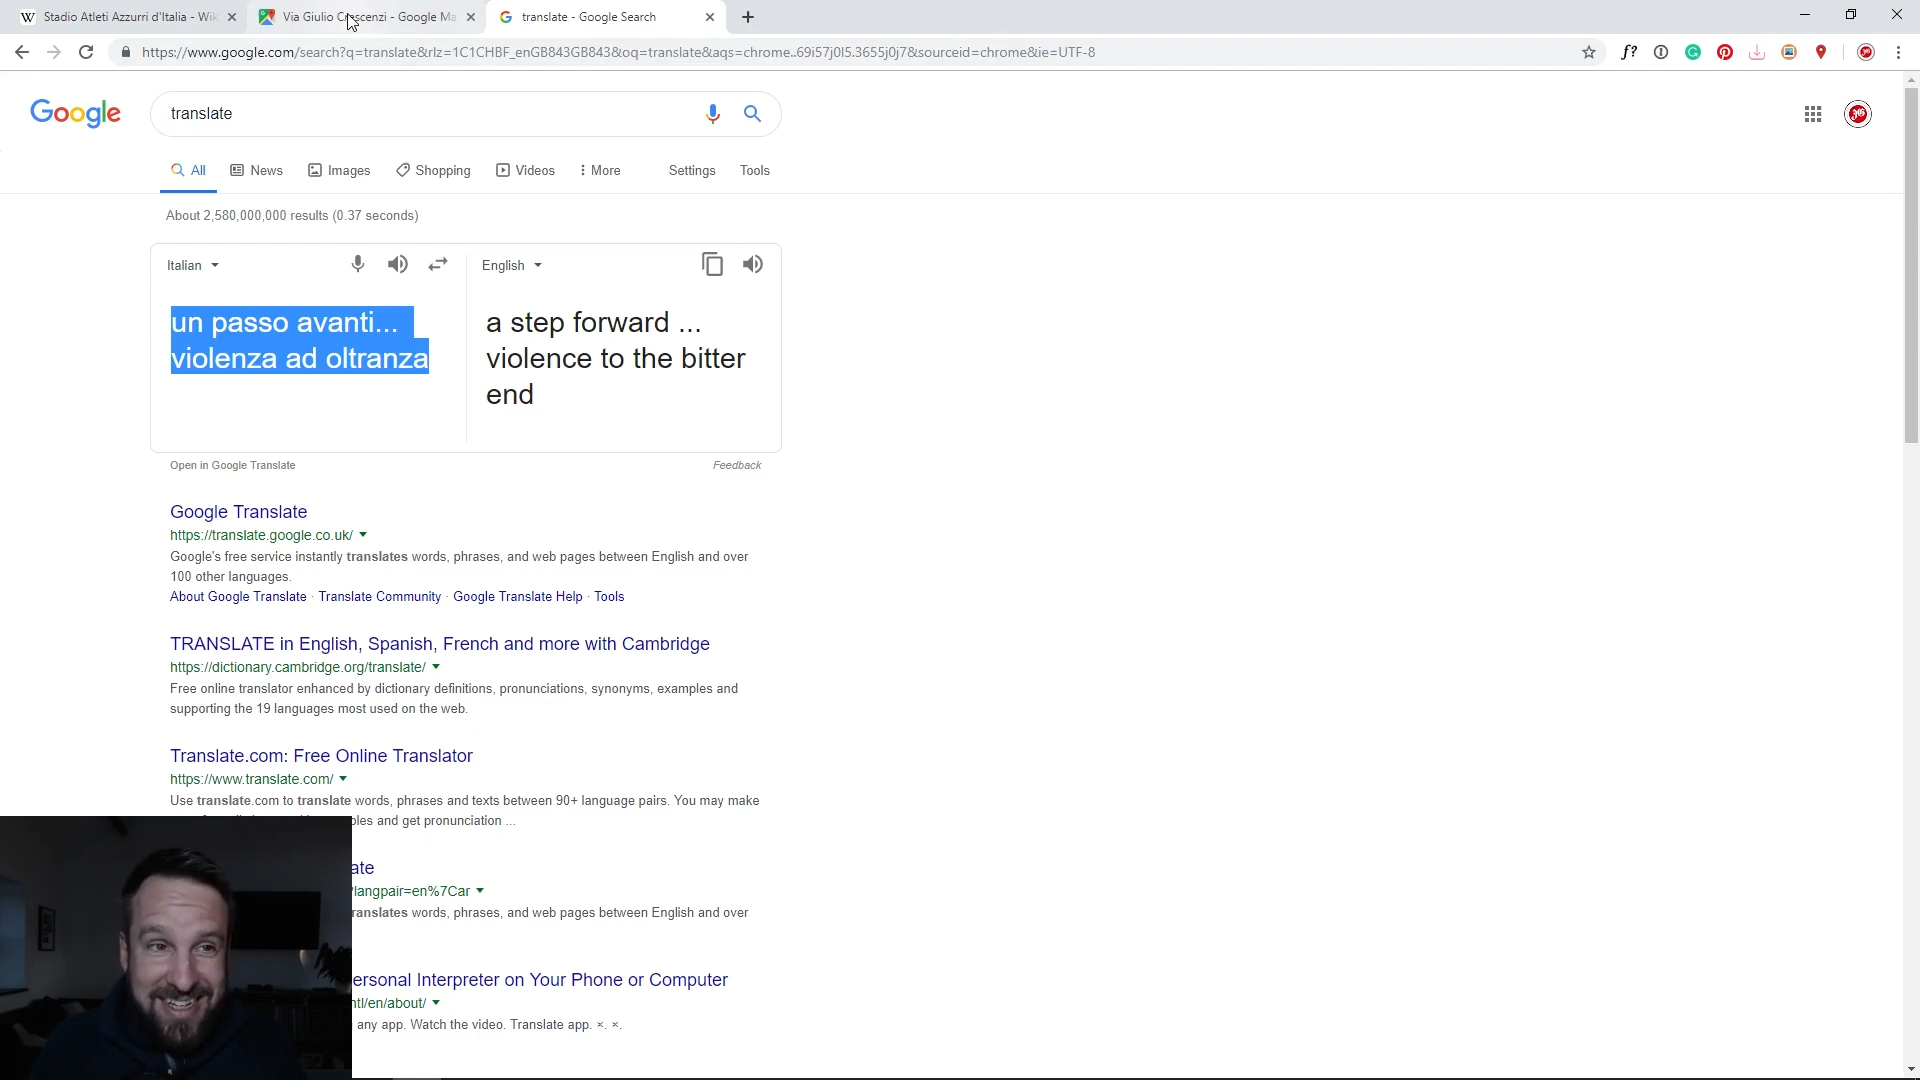 Stadio Atleti Azzurri d'Italia - Wik
Via Giulio Crescenzi - Google Ma
translate - Google Search
https://www.google.com/search?q=translate&rlz=1C1CHBF_enGB843GB843&oq=translate&aqs=chrome..69i57j0l5.3655j0j7&sourceid=chrome&ie=UTF-8
Google
translate
All
News
Images
Shopping
Videos
More
Settings
Tools
About 2,580,000,000 results (0.37 seconds)
Italian
English
un passo avanti...
violenza ad oltranza
a step forward ...
violence to the bitter
end
Open in Google Translate
Feedback
Google Translate
https://translate.google.co.uk/
Google's free service instantly translates words, phrases, and web pages between English and over
100 other languages.
About Google Translate · Translate Community · Google Translate Help · Tools
TRANSLATE in English, Spanish, French and more with Cambridge
https://dictionary.cambridge.org/translate/
Free online translator enhanced by dictionary definitions, pronunciations, synonyms, examples and
supporting the 19 languages most used on the web.
Translate.com: Free Online Translator
https://www.translate.com/
Use translate.com to translate words, phrases and texts between 90+ language pairs. You may make
ples and get pronunciation ...
ate
?langpair=en%7Car
ranslates words, phrases, and web pages between English and over
ersonal Interpreter on Your Phone or Computer
ntl/en/about/
any app. Watch the video. Translate app. ×. ×.